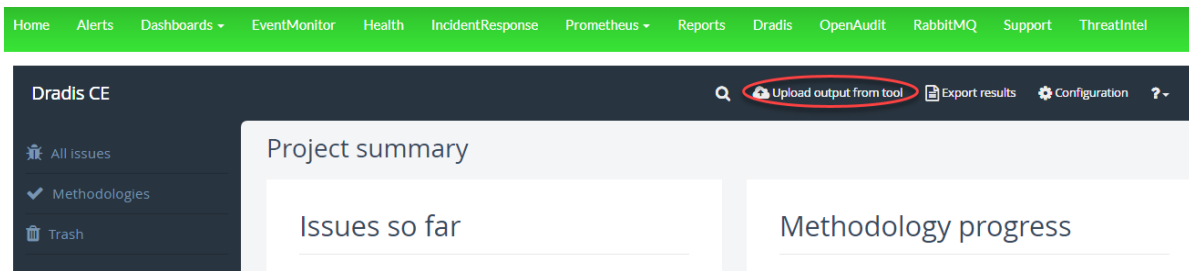 Home Alerts Dashboards EventMonitor Health IncidentResponse Prometheus Reports Dradis OpenAudit RabbitMQ Support ThreatIntel
Dradis CE Upload output from tool Export results Configuration ?
All issues
Methodologies
Trash
Project summary
Issues so far
Methodology progress